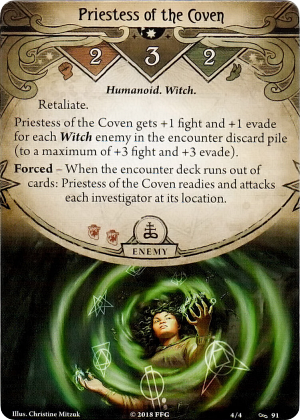 Priestess of the Coven
2 3 2
Humanoid. Witch.
Retaliate.
Priestess of the Coven gets +1 fight and +1 evade
for each Witch enemy in the encounter discard pile
(to a maximum of +3 fight and +3 evade).
Forced – When the encounter deck runs out of
cards: Priestess of the Coven readies and attacks
each investigator at its location.
ENEMY
Illus. Christine Mitzuk © 2018 FFG 4/4 91